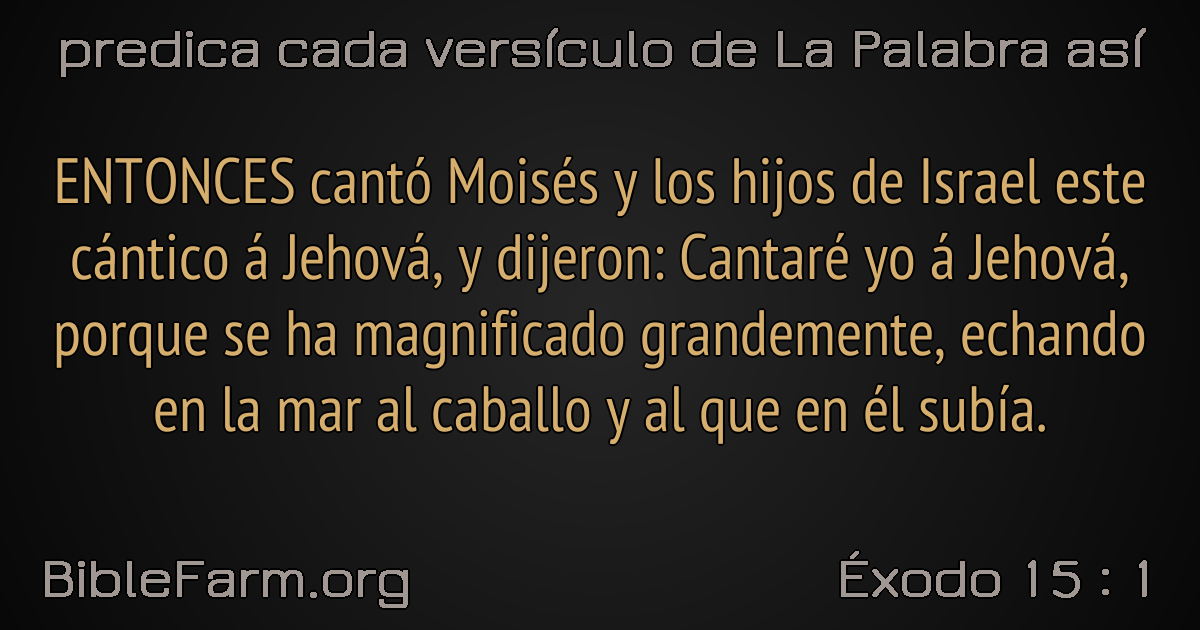 predica cada versículo de La Palabra así
ENTONCES cantó Moisés y los hijos de Israel este
cántico á Jehová, y dijeron: Cantaré yo á Jehová,
porque se ha magnificado grandemente, echando
en la mar al caballo y al que en él subía.
BibleFarm.org
Éxodo 15 : 1